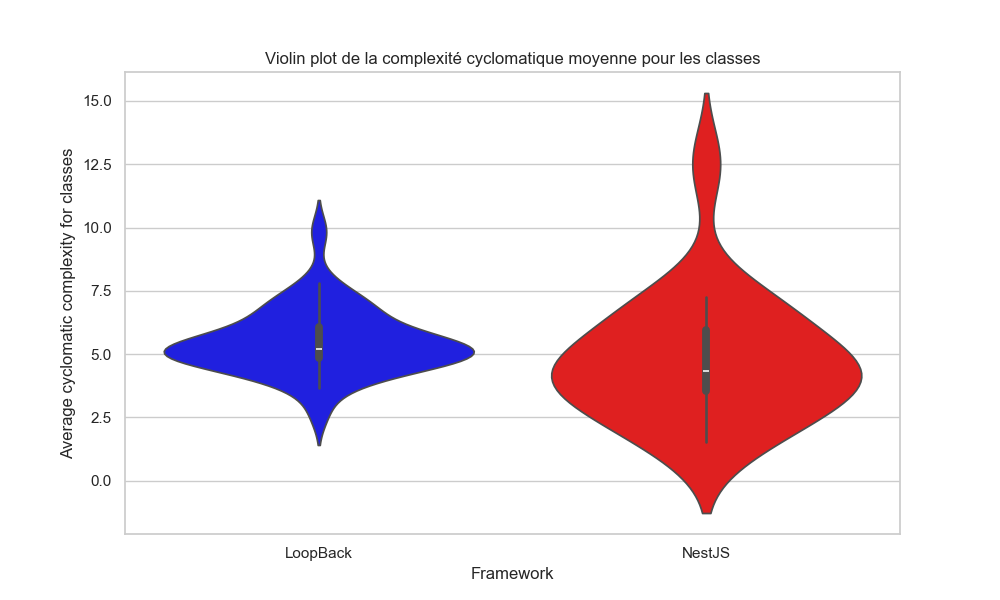 Violin plot de la complexité cyclomatique moyenne pour les classes
Average cyclomatic complexity for classes
15.0
12.5
10.0
7.5
5.0
2.5
0.0
LoopBack
NestJS
Framework